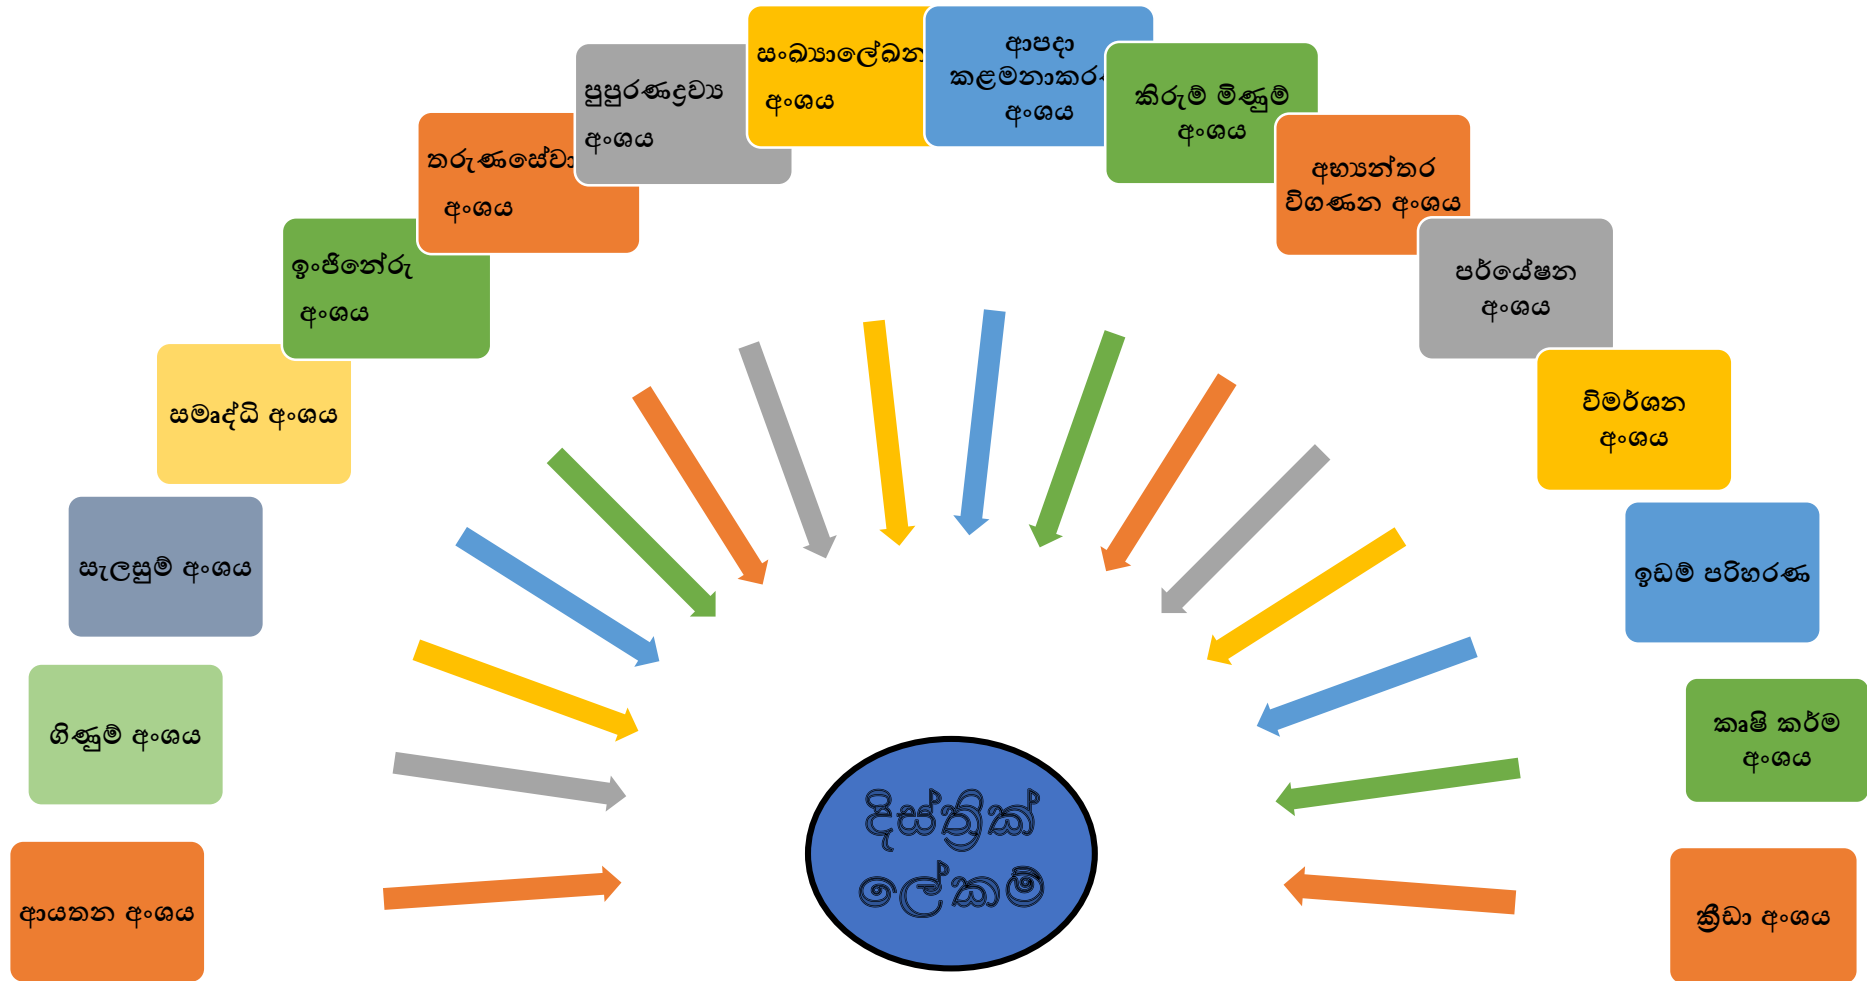 සංඛ්‍යාලේඛන
අංශය
ආපදා
කළමනාකරණ
අංශය
පුපුරණද්‍රව්‍ය
අංශය
කිරුම් මිණුම්
අංශය
තරුණසේවා
අංශය
අභ්‍යන්තර
විගණන අංශය
ඉංජිනේරු
අංශය
පර්යේෂන
අංශය
සමෘද්ධි අංශය
විමර්ශන
අංශය
සැලසුම් අංශය
ඉඩම් පරිහරණ
ගිණුම් අංශය
කෘෂි කර්ම
අංශය
ආයතන අංශය
ක්‍රීඩා අංශය
දිස්ත්‍රික්
ලේකම්